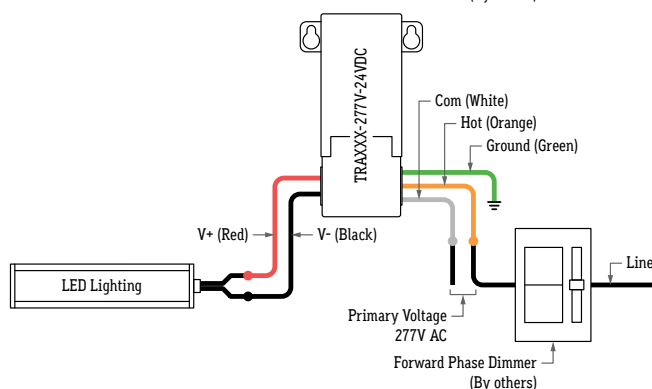 TRAXXX-277V-24VDC
Com (White)
Hot (Orange)
Ground (Green)
V+ (Red)
V- (Black)
LED Lighting
Line
Primary Voltage
277V AC
Forward Phase Dimmer
(By others)